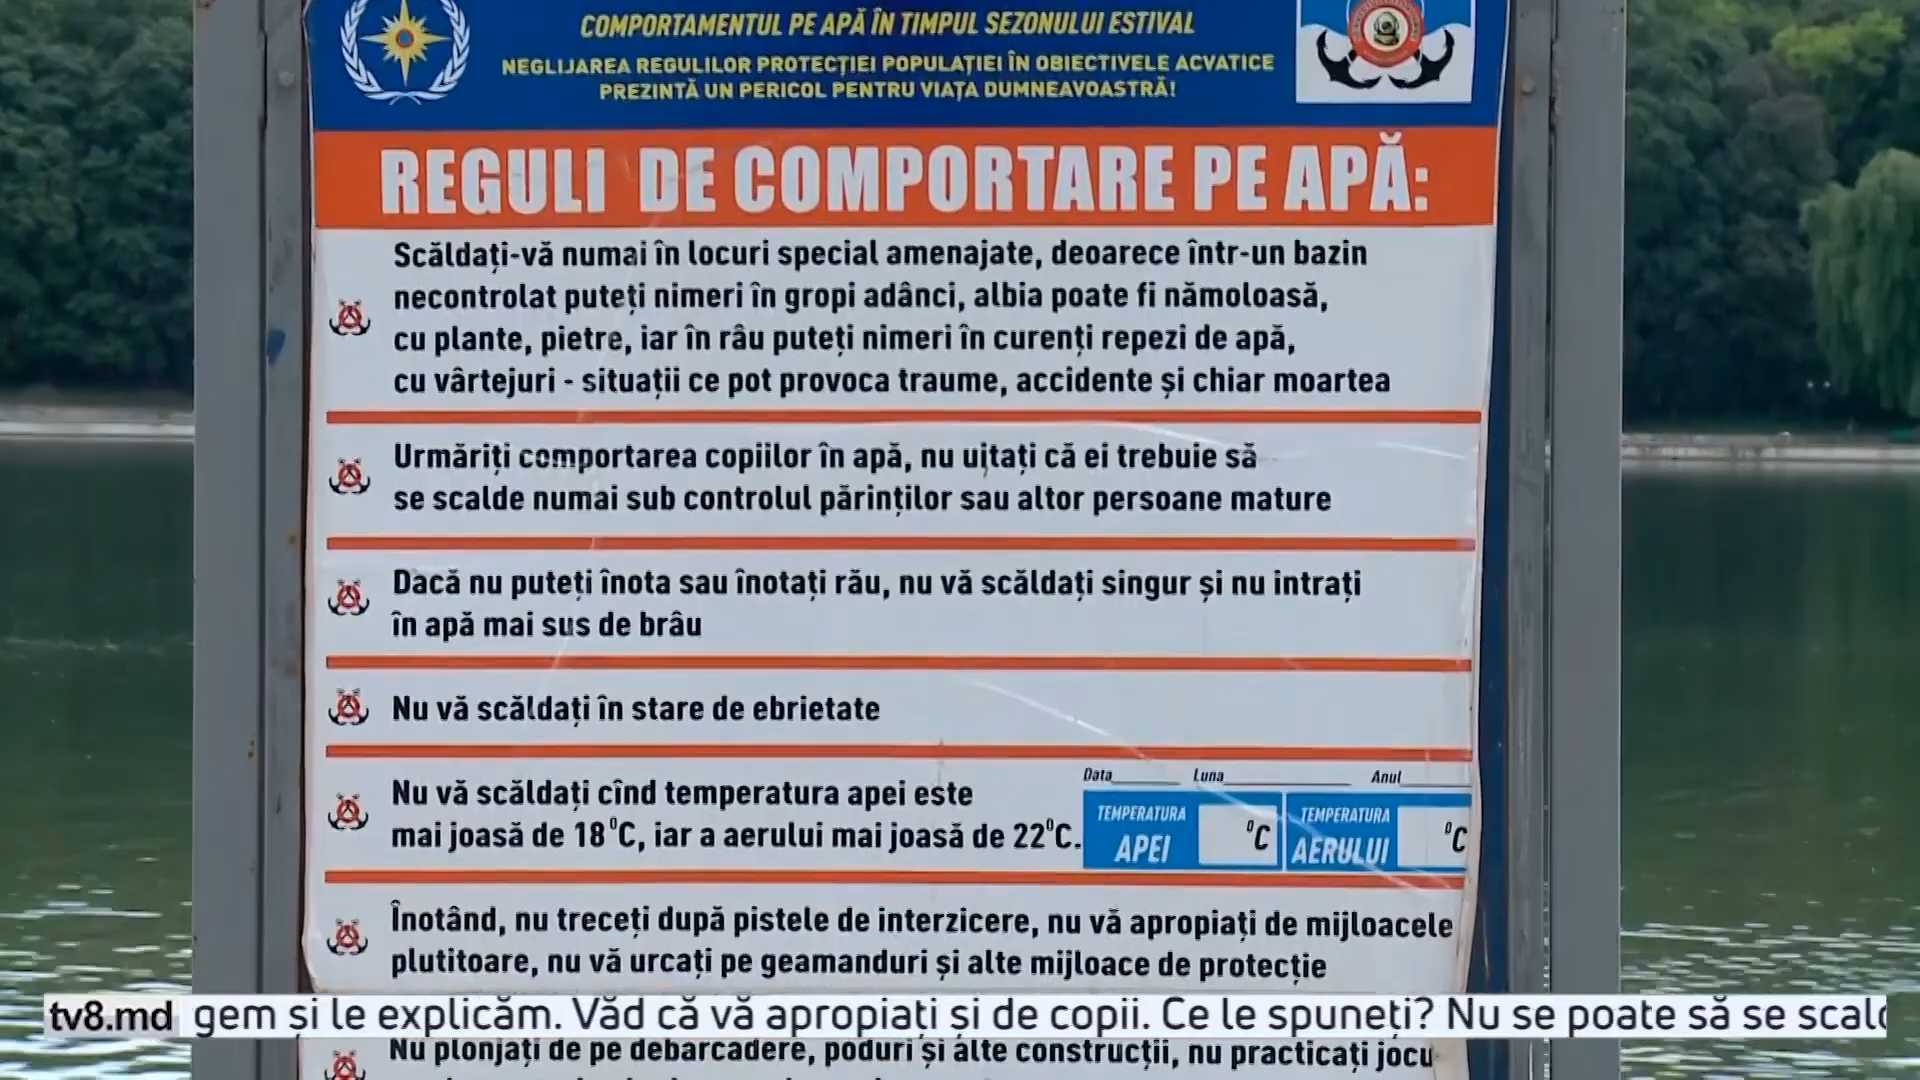 COMPORTAMENTUL PE APĂ ÎN TIMPUL SEZONULUI ESTIVAL
NEGLIJAREA REGULILOR PROTECȚIEI POPULAȚIEI ÎN OBIECTIVELE ACVATICE
PREZINTĂ UN PERICOL PENTRU VIAȚA DUMNEAVOASTRĂ!
REGULI DE COMPORTARE PE APĂ:
Scăldați-vă numai în locuri special amenajate, deoarece într-un bazin
necontrolat puteți nimeri în gropi adânci, albia poate fi nămoloasă,
cu plante, pietre, iar în râu puteți nimeri în curenți repezi de apă,
cu vârtejuri - situații ce pot provoca traume, accidente și chiar moartea
Urmăriți comportarea copiilor în apă, nu uitați că ei trebuie să
se scalde numai sub controlul părinților sau altor persoane mature
Dacă nu puteți înota sau înotați rău, nu vă scăldați singur și nu intrați
în apă mai sus de brâu
Nu vă scăldați în stare de ebrietate
Nu vă scăldați cînd temperatura apei este
mai joasă de 18⁰C, iar a aerului mai joasă de 22⁰C.
Data Luna Anul
TEMPERATURA APEI ⁰C TEMPERATURA AERULUI ⁰C
Înotând, nu treceți după pistele de interzicere, nu vă apropiați de mijloacele
plutitoare, nu vă urcați pe geamanduri și alte mijloace de protecție
tv8.md gem și le explicăm. Văd că vă apropiați și de copii. Ce le spuneți? Nu se poate să se scald
Nu plonjați de pe debarcadere, poduri și alte construcții, nu practicați jocu